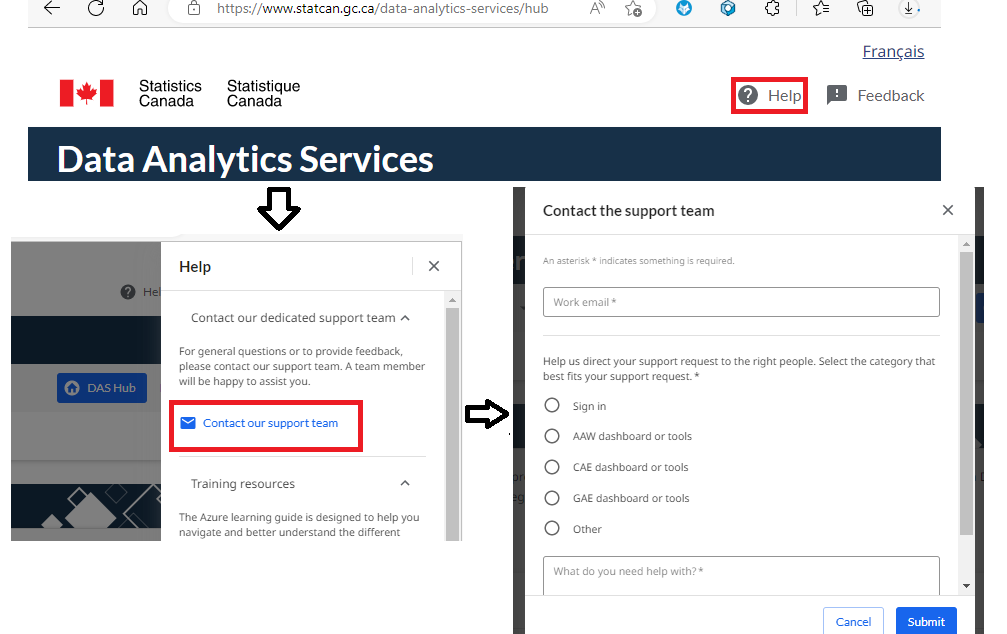 https://www.statcan.gc.ca/data-analytics-services/hub
Français
Statistics Statistique
Canada Canada
Help Feedback
Data Analytics Services
Help
Hel
DAS Hub
Contact our dedicated support team
For general questions or to provide feedback,
please contact our support team. A team member
will be happy to assist you.
Contact our support team
Training resources
The Azure learning guide is designed to help you
navigate and better understand the different
Contact the support team
An asterisk * indicates something is required.
Work email *
Help us direct your support request to the right people. Select the category that
best fits your support request. *
Sign in
AAW dashboard or tools
CAE dashboard or tools
GAE dashboard or tools
Other
What do you need help with? *
Cancel Submit